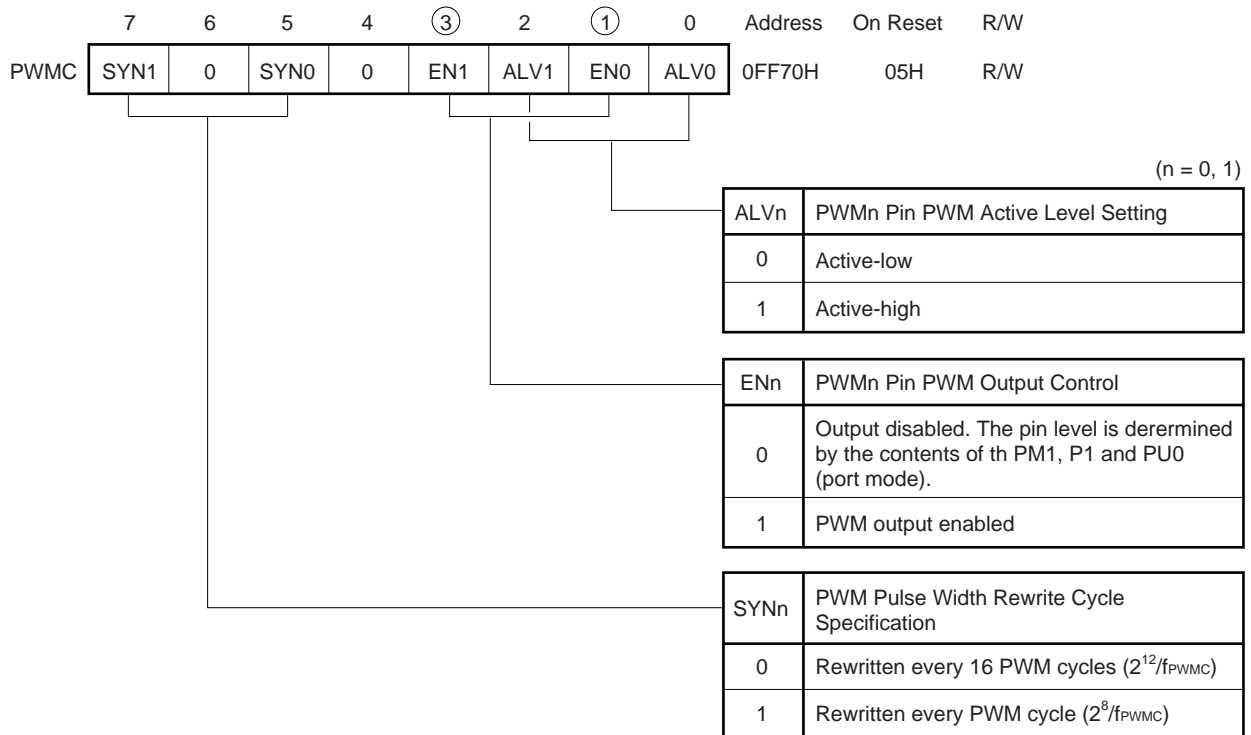 7 6 5 4 3 2 1 0 Address On Reset R/W
PWMC SYN1 0 SYN0 0 EN1 ALV1 EN0 ALV0 0FF70H 05H R/W
(n = 0, 1)
ALVn PWMn Pin PWM Active Level Setting
0 Active-low
1 Active-high
ENn PWMn Pin PWM Output Control
0 Output disabled. The pin level is derermined
by the contents of th PM1, P1 and PU0
(port mode).
1 PWM output enabled
SYNn PWM Pulse Width Rewrite Cycle
Specification
0 Rewritten every 16 PWM cycles (2¹²/fPWMC)
1 Rewritten every PWM cycle (2⁸/fPWMC)